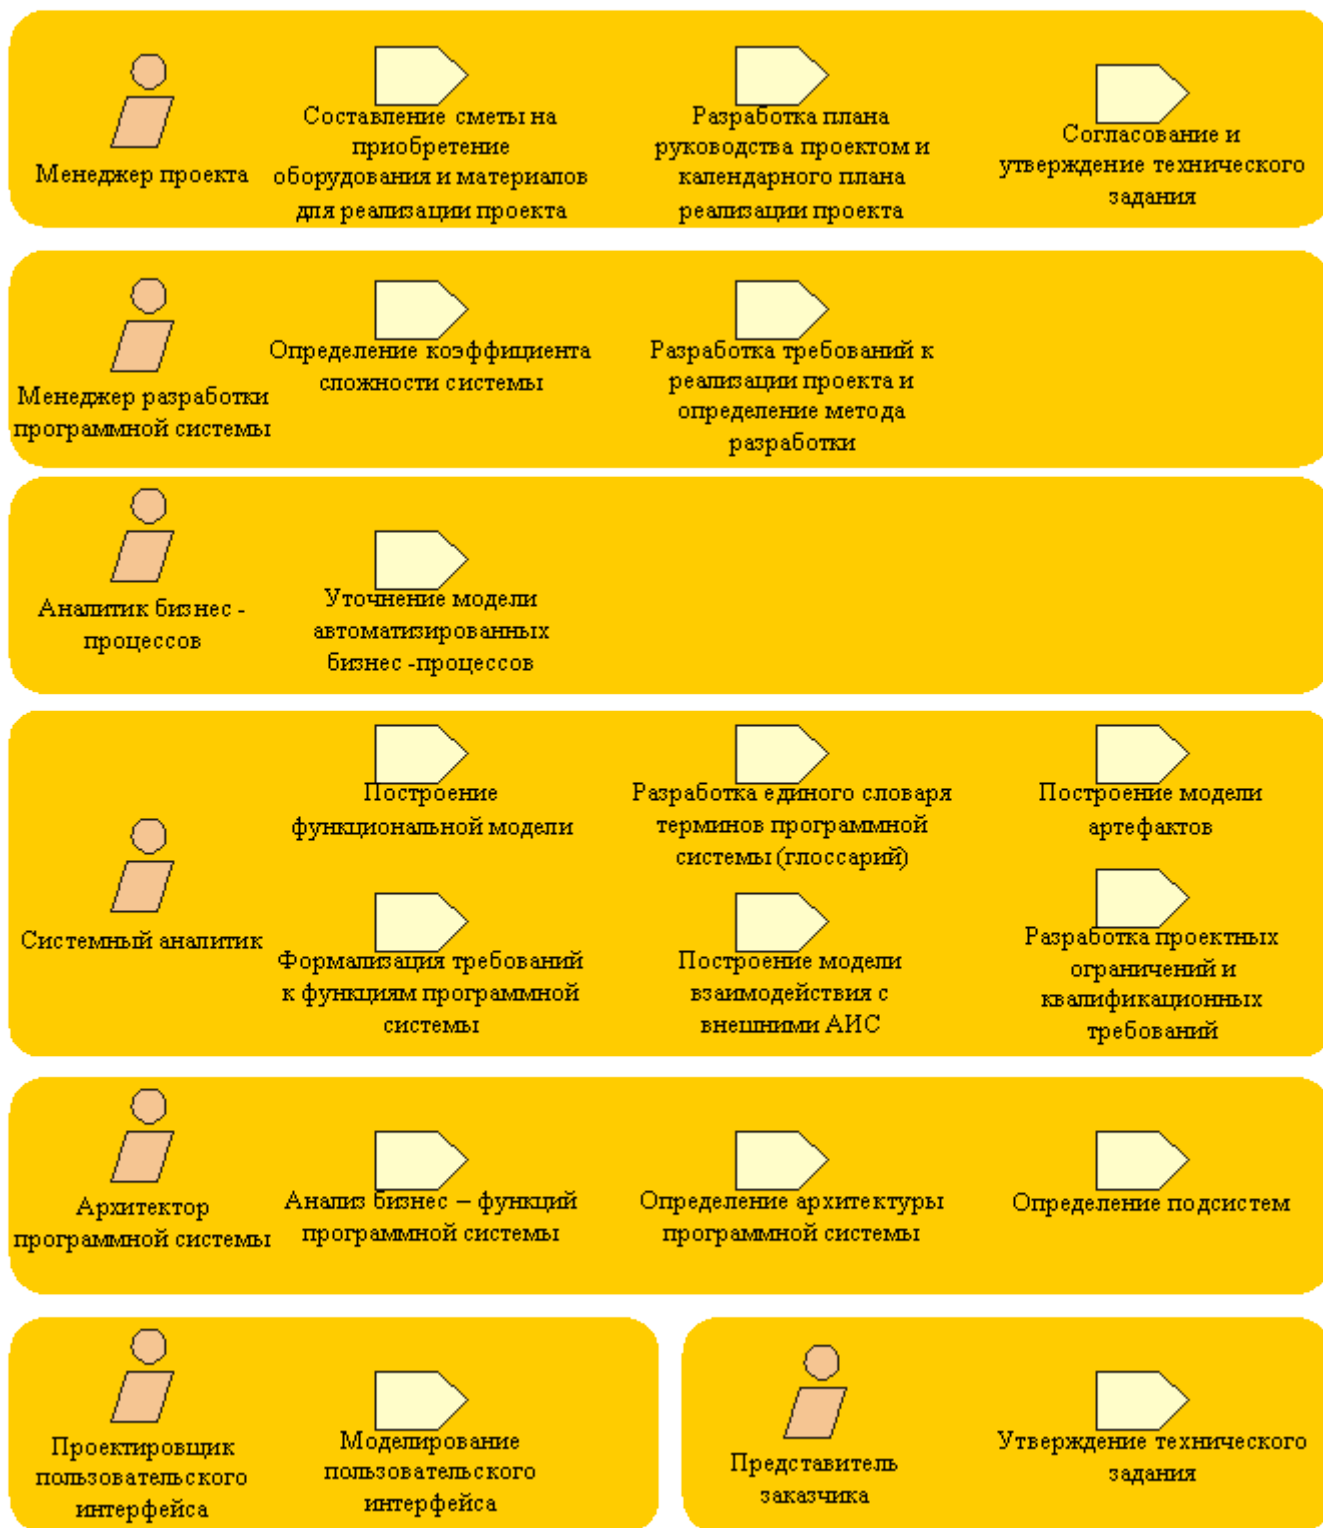 Менеджер проекта
Составление сметы на
приобретение
оборудования и материалов
для реализации проекта
Разработка плана
руководства проектом и
календарного плана
реализации проекта
Согласование и
утверждение технического
задания
Менеджер разработки
программной системы
Определение коэффициента
сложности системы
Разработка требований к
реализации проекта и
определение метода
разработки
Аналитик бизнес -
процессов
Уточнение модели
автоматизированных
бизнес -процессов
Системный аналитик
Построение
функциональной модели
Разработка единого словаря
терминов программной
системы (глоссарий)
Построение модели
артефактов
Формализация требований
к функциям программной
системы
Построение модели
взаимодействия с
внешними АИС
Разработка проектных
ограничений и
квалификационных
требований
Архитектор
программной системы
Анализ бизнес – функций
программной системы
Определение архитектуры
программной системы
Определение подсистем
Проектировщик
пользовательского
интерфейса
Моделирование
пользовательского
интерфейса
Представитель
заказчика
Утверждение технического
задания